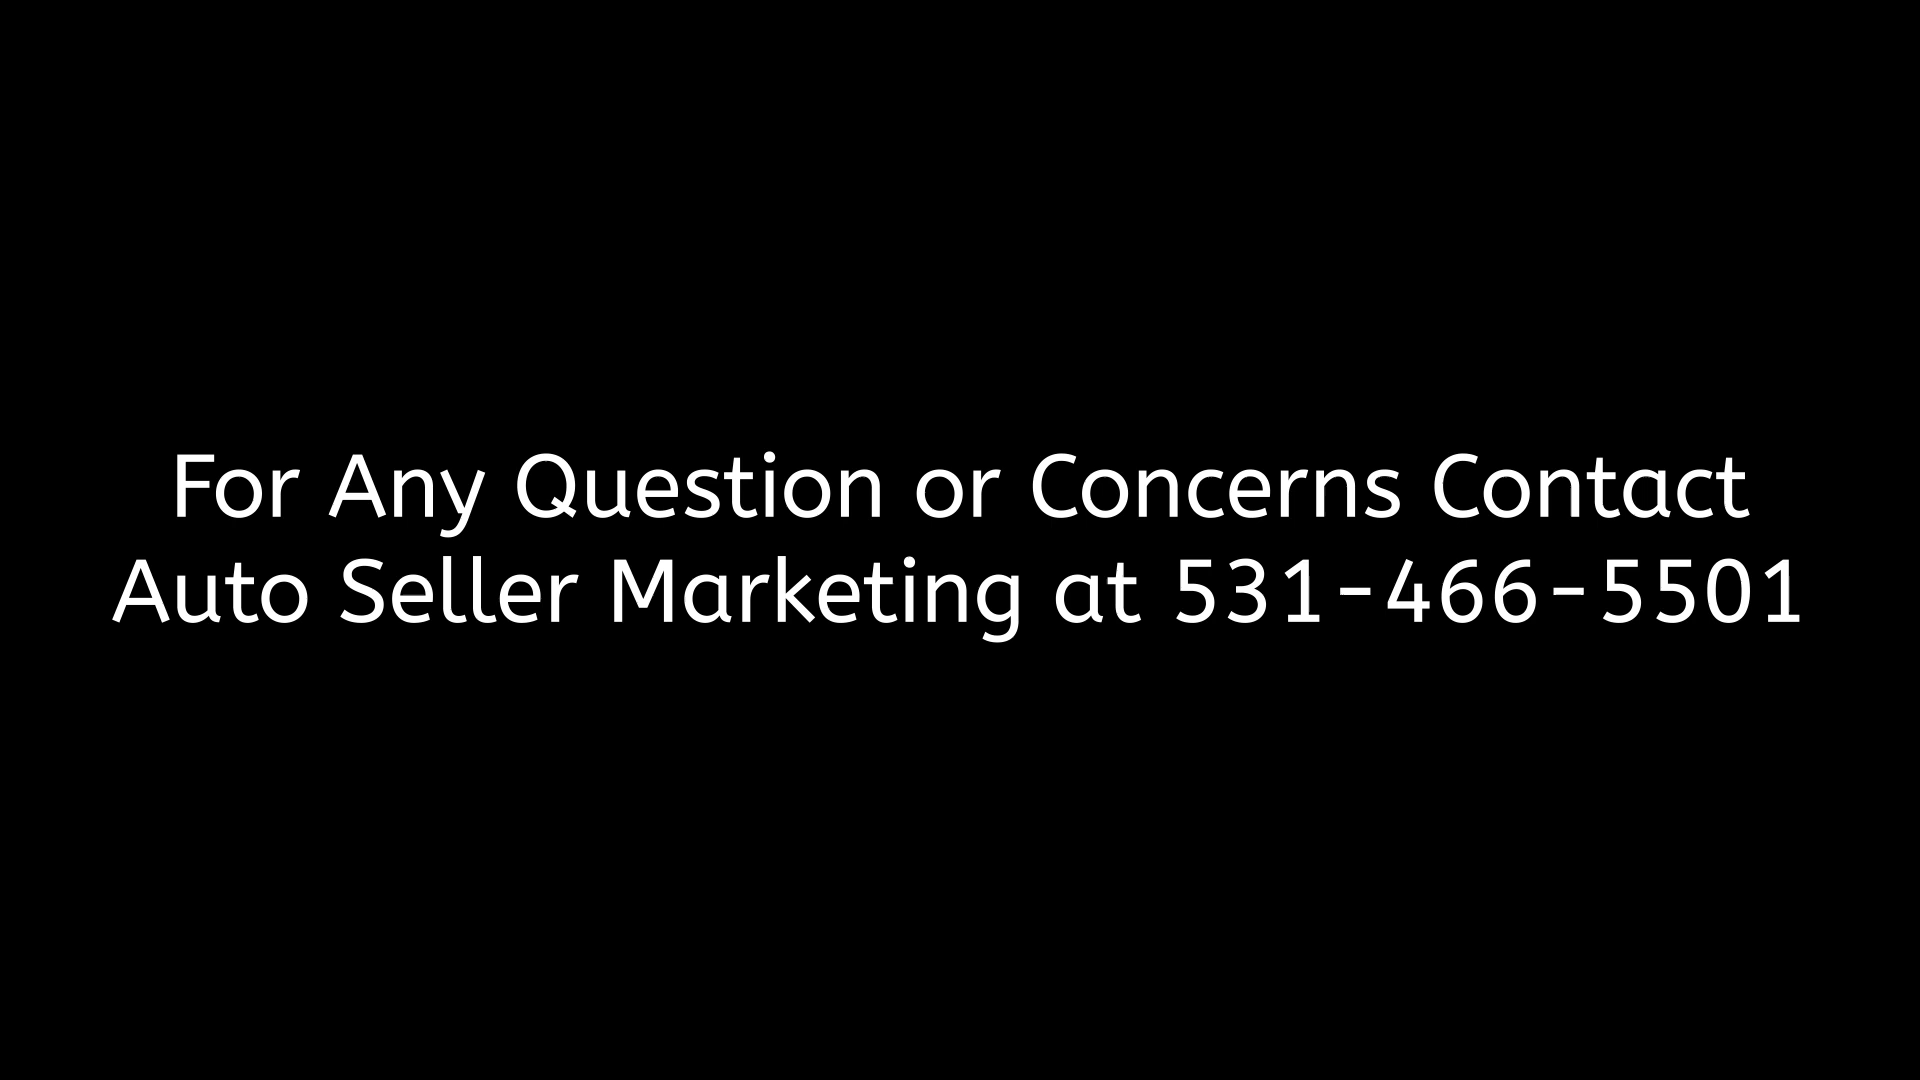 For Any Question or Concerns Contact
Auto Seller Marketing at 531-466-5501